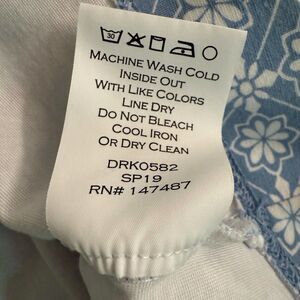 30
MACHINE WASH COLD
INSIDE OUT
WITH LIKE COLORS
LINE DRY
DO NOT BLEACH
COOL IRON
OR DRY CLEAN
DRK0582
SP19
RN# 147487